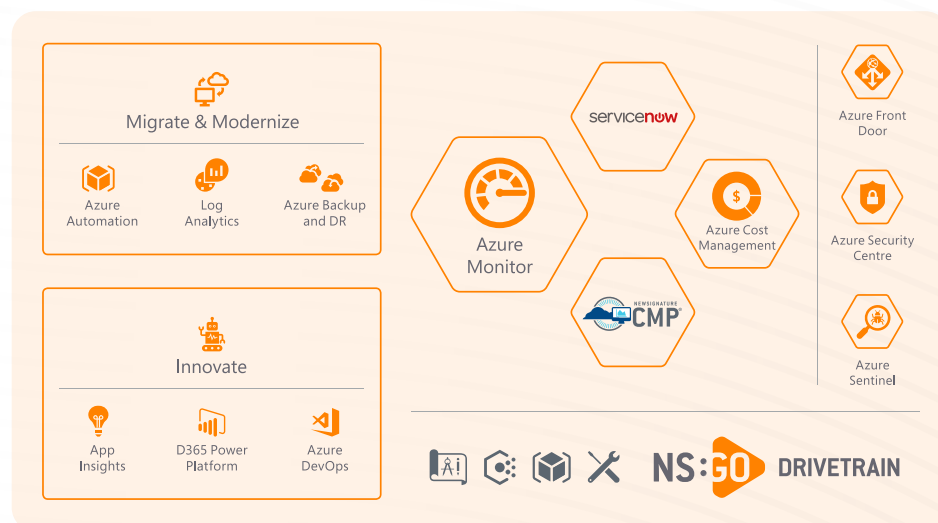 Migrate & Modernize
Azure
Automation
Log
Analytics
Azure Backup
and DR
Innovate
App
Insights
D365 Power
Platform
Azure
DevOps
servicenow
Azure
Monitor
$
Azure Cost
Management
NEWSIGNATURE
CMP®
Azure Front
Door
Azure Security
Centre
Azure
Sentinel
NS:GO DRIVETRAIN